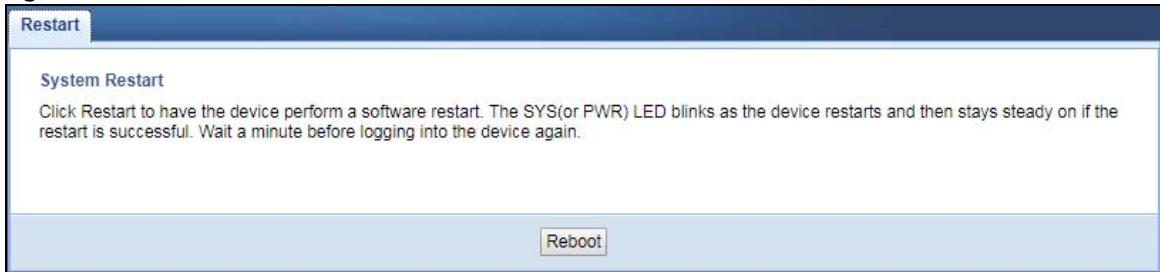 Restart
System Restart
Click Restart to have the device perform a software restart. The SYS(or PWR) LED blinks as the device restarts and then stays steady on if the
restart is successful. Wait a minute before logging into the device again.
Reboot